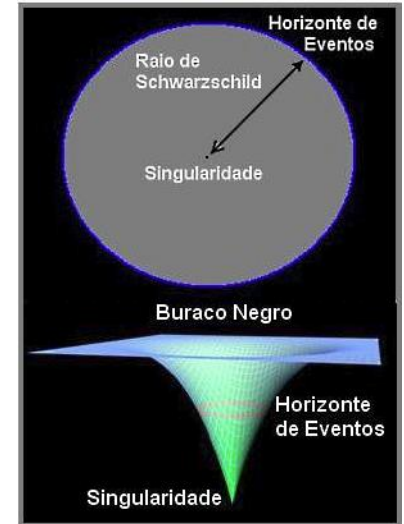 Horizonte de
Eventos
Raio de
Schwarzschild
Singularidade
Buraco Negro
Horizonte
de Eventos
Singularidade